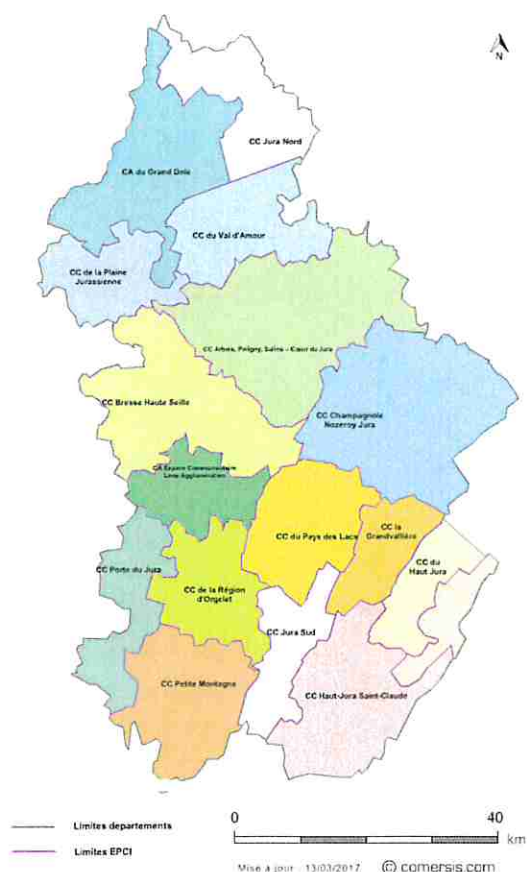 N
CC Jura Nord
CA du Grand Dole
CC du Val d'Amour
CC de la Plaine
Jurassienne
CC Arbois, Poligny, Salins – Cœur du Jura
CC Bresse Haute Seille
CC Champagnole
Nozeroy Jura
CA Espace Communautaire
Lons Agglomération
CC du Pays des Lacs
CC la
Grandvallière
CC du
Haut Jura
CC Porte du Jura
CC de la Région
d'Orgelet
CC Jura Sud
CC Petite Montagne
CC Haut-Jura Saint-Claude
Limites departements
Limites EPCI
0
40
km
Mise à jour : 13/03/2017
© comersis.com